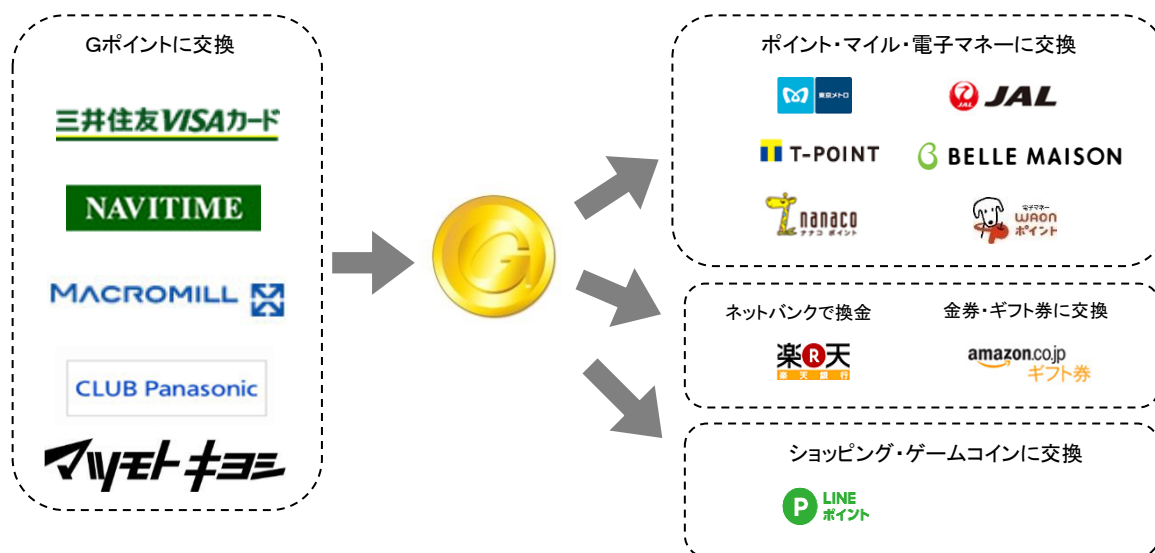 Gポイントに交換
三井住友VISAカード
NAVITIME
MACROMILL
CLUB Panasonic
マツモトキヨシ
G
ポイント・マイル・電子マネーに交換
東京メトロ
JAL
JAL
T-POINT
BELLE MAISON
nanaco
ナナコ ポイント
電子マネー
WAON
ポイント
ネットバンクで換金
金券・ギフト券に交換
楽R天
楽天銀行
amazon.co.jp
ギフト券
ショッピング・ゲームコインに交換
P
LINE
ポイント